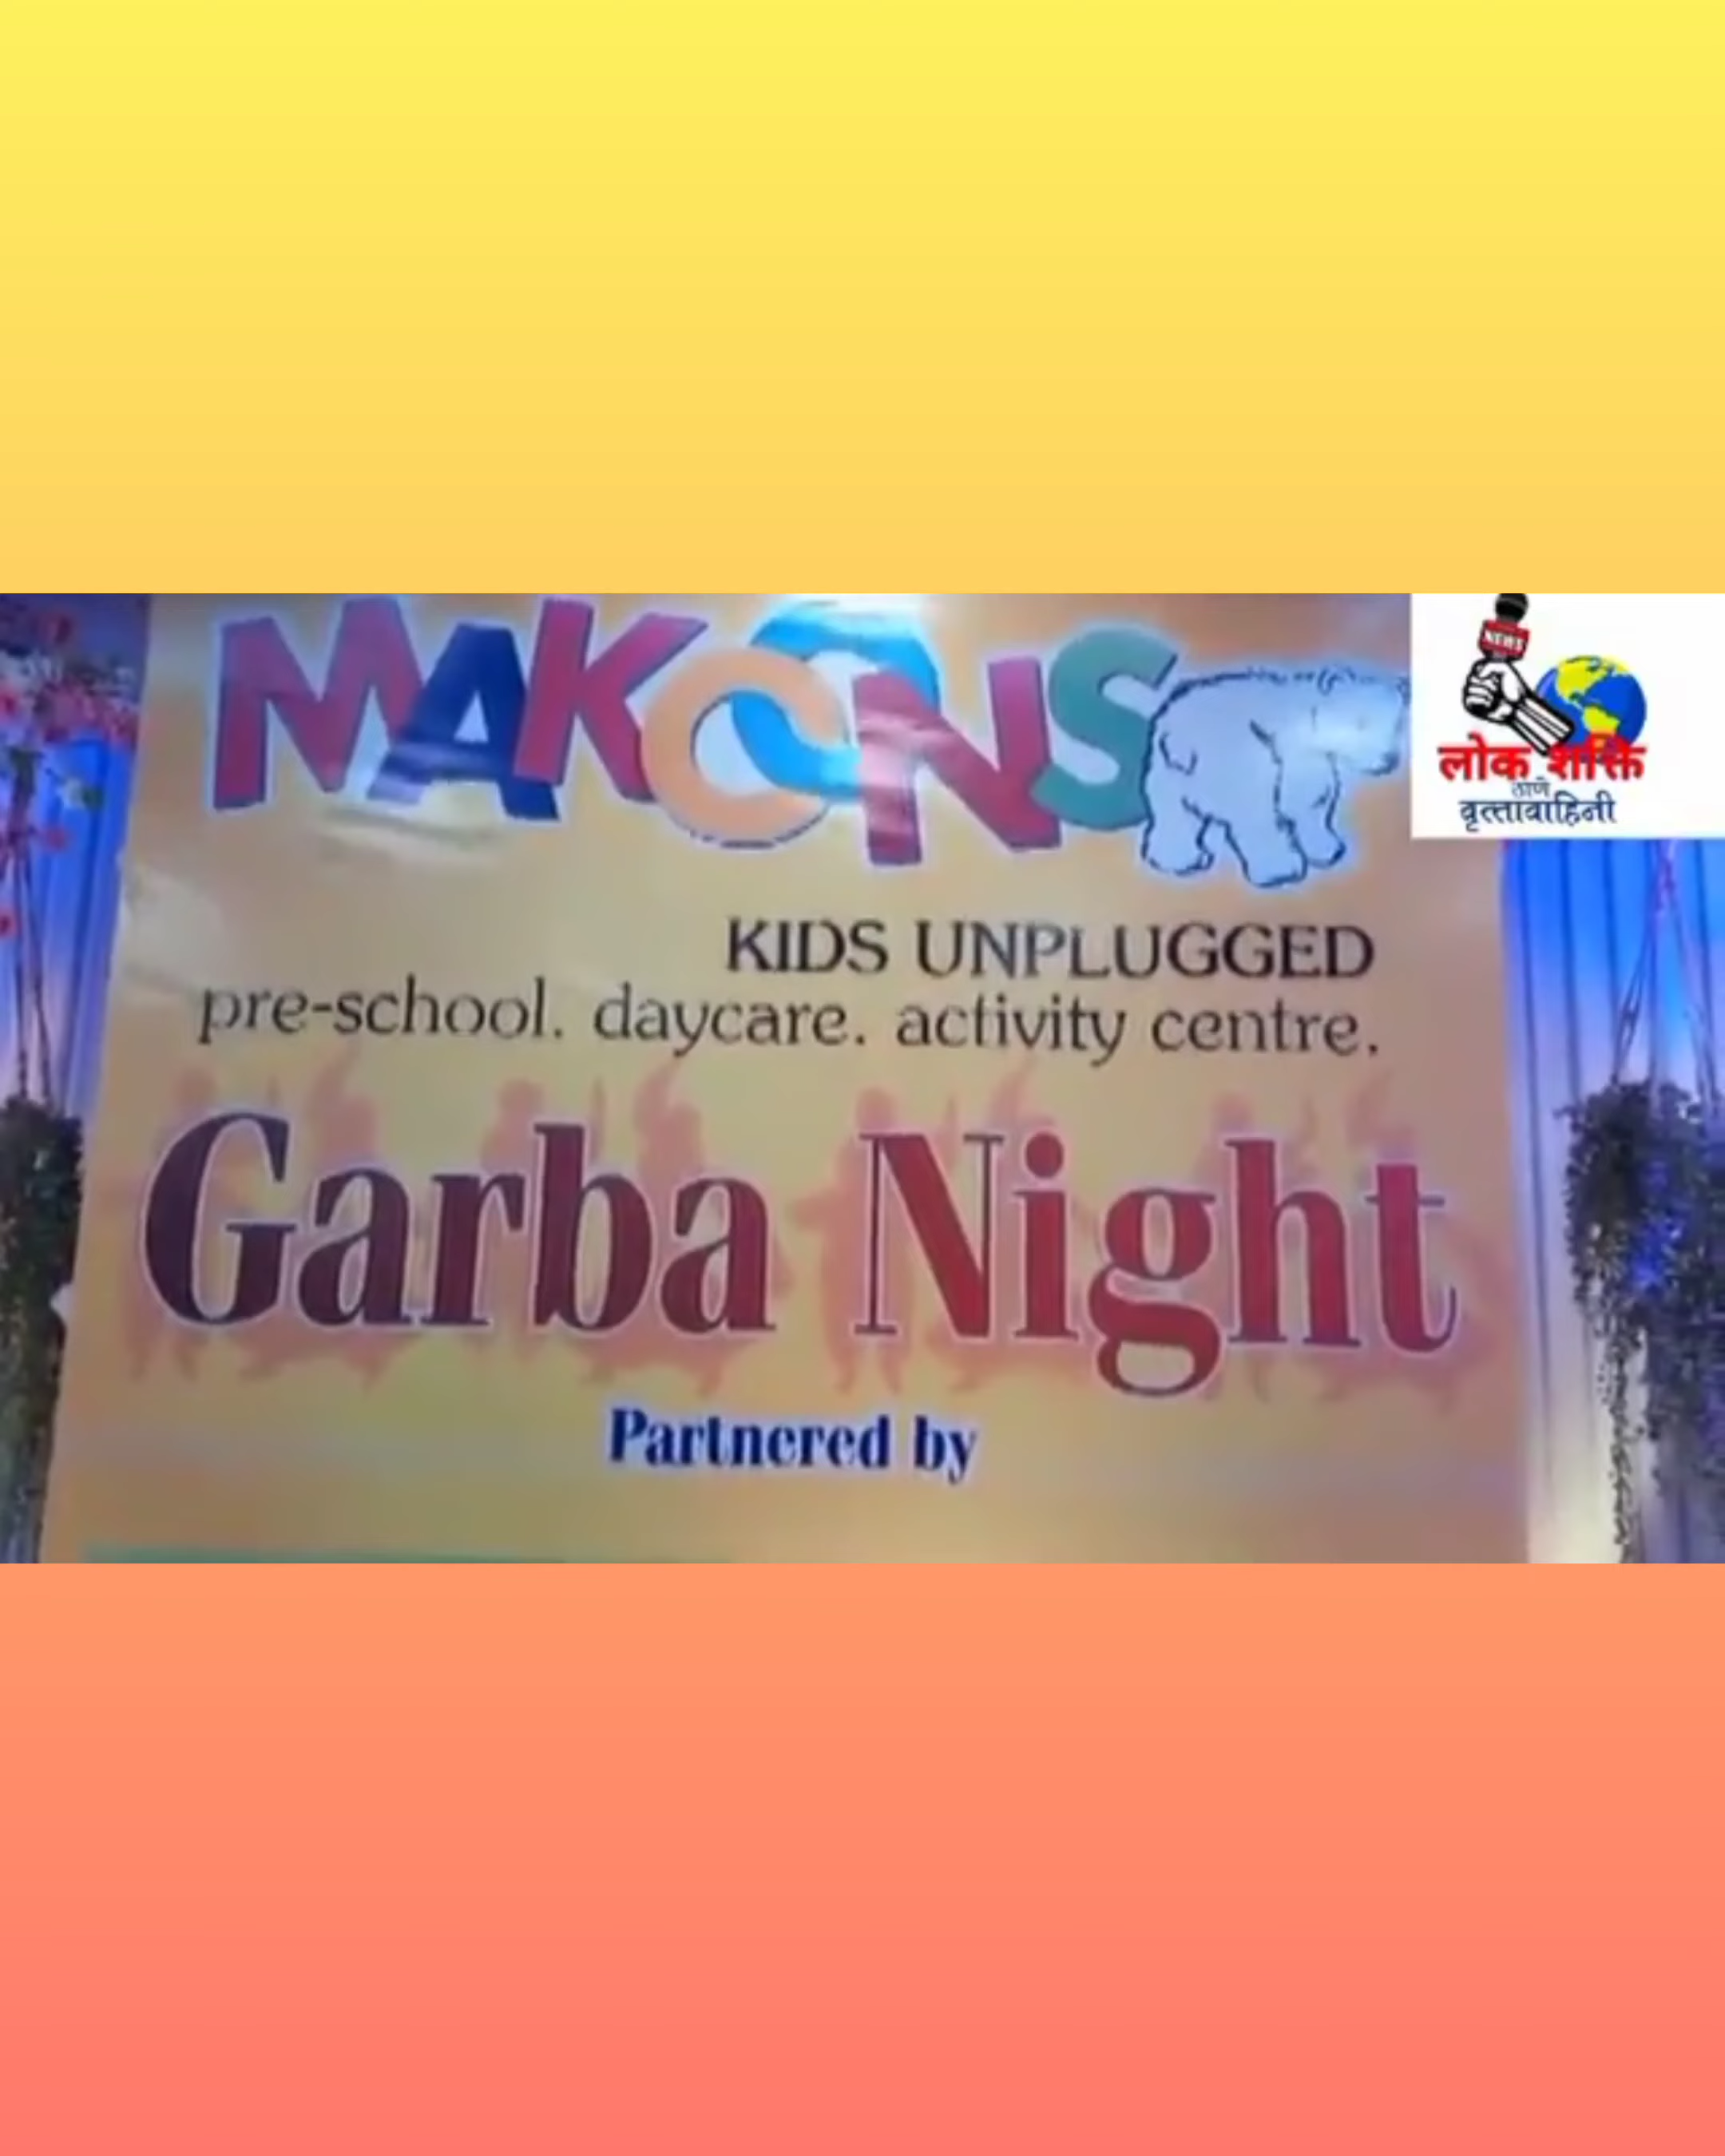 MAKOONS
KIDS UNPLUGGED
pre-school. daycare. activity centre.
Garba Night
Partnered by
NEWS
लोक शक्ति
ठाणे
वृत्तावाहिनी